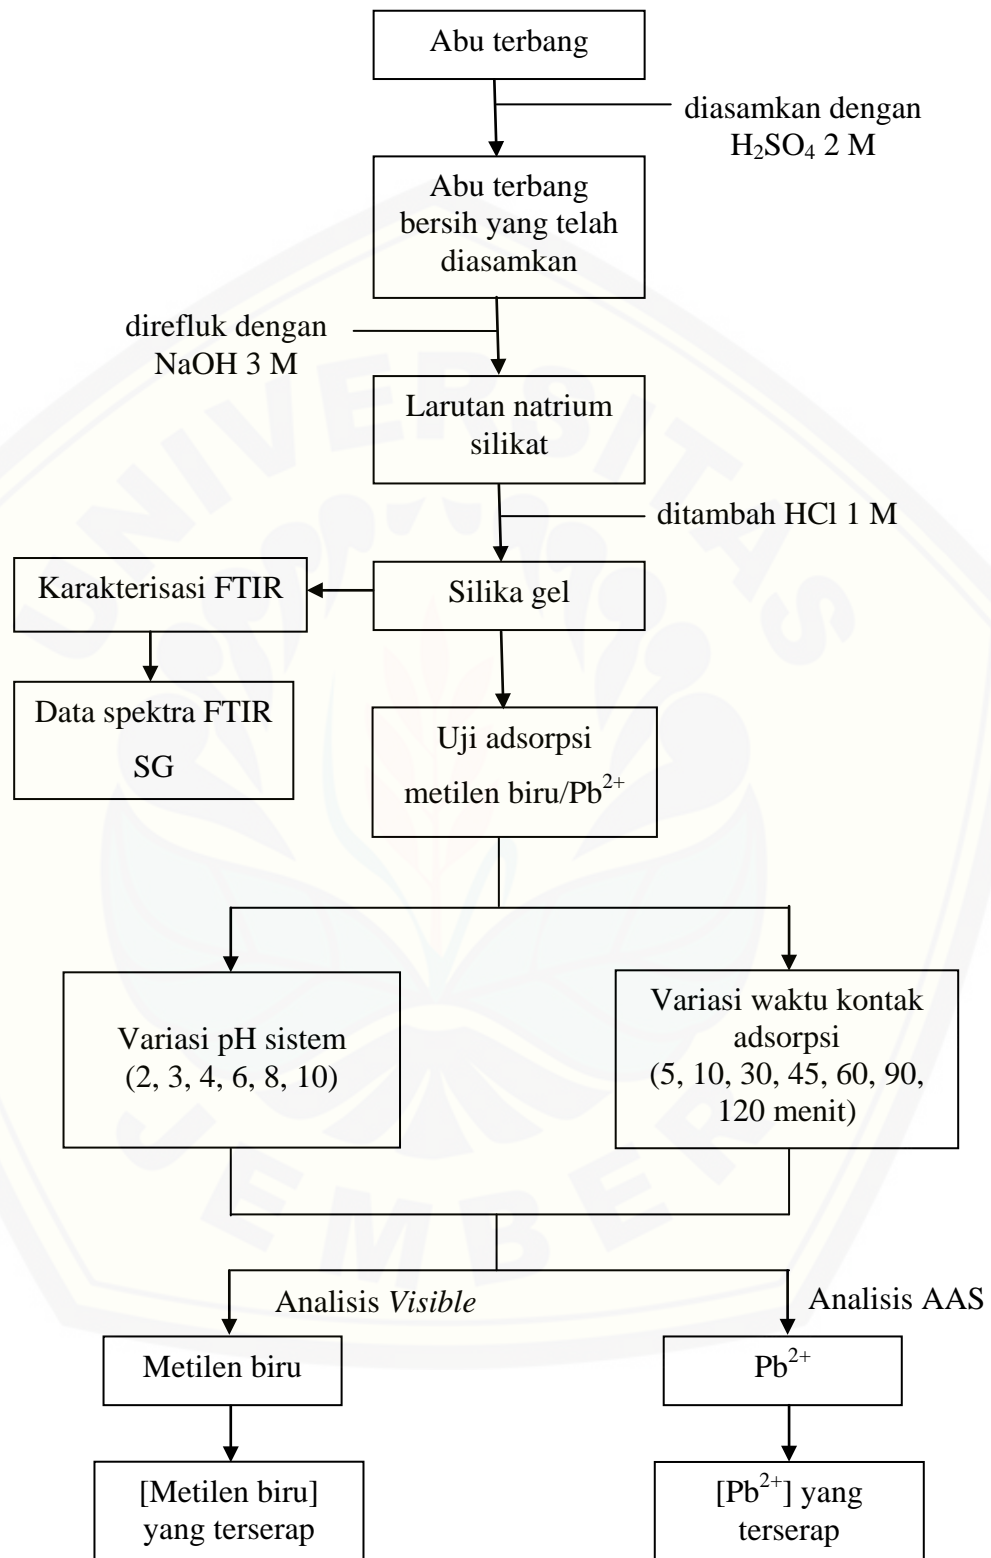 Abu terbang
diasamkan dengan
H₂SO₄ 2 M
Abu terbang
bersih yang telah
diasamkan
direfluk dengan
NaOH 3 M
Larutan natrium
silikat
ditambah HCl 1 M
Karakterisasi FTIR
Silika gel
Data spektra FTIR
SG
Uji adsorpsi
metilen biru/Pb²⁺
Variasi pH sistem
(2, 3, 4, 6, 8, 10)
Variasi waktu kontak
adsorpsi
(5, 10, 30, 45, 60, 90,
120 menit)
Analisis Visible
Analisis AAS
Metilen biru
Pb²⁺
[Metilen biru]
yang terserap
[Pb²⁺] yang
terserap
UNIVERSITAS
JEMBER